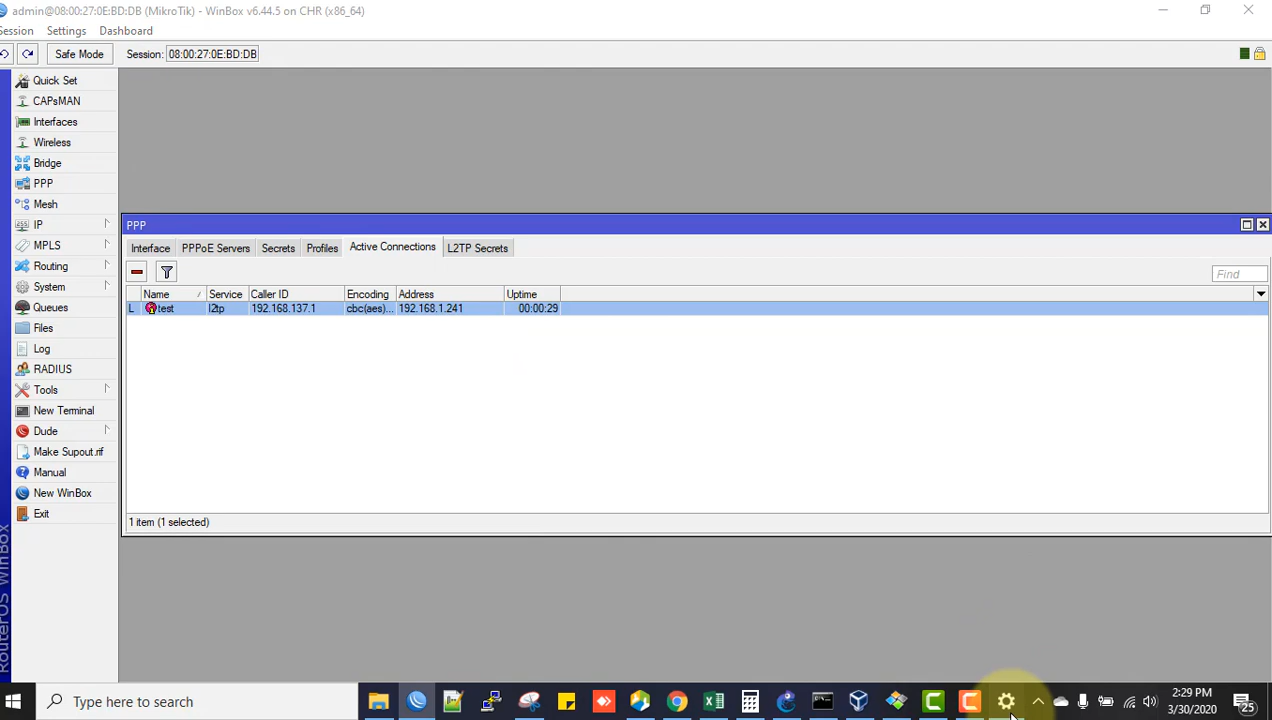 admin@08:00:27:0E:BD:DB (MikroTik) - WinBox v6.44.5 on CHR (x86_64)
Session Settings Dashboard
Safe Mode Session: 08:00:27:0E:BD:DB
Quick Set
CAPsMAN
Interfaces
Wireless
Bridge
PPP
Mesh
IP
MPLS
Routing
System
Queues
Files
Log
RADIUS
Tools
New Terminal
Dude
Make Supout.rif
Manual
New WinBox
Exit
RouterOS WinBox
PPP
Interface PPPoE Servers Secrets Profiles Active Connections L2TP Secrets
Find
Name Service Caller ID Encoding Address Uptime
L test l2tp 192.168.137.1 cbc(aes)... 192.168.1.241 00:00:29
1 item (1 selected)
Type here to search
2:29 PM
3/30/2020
25